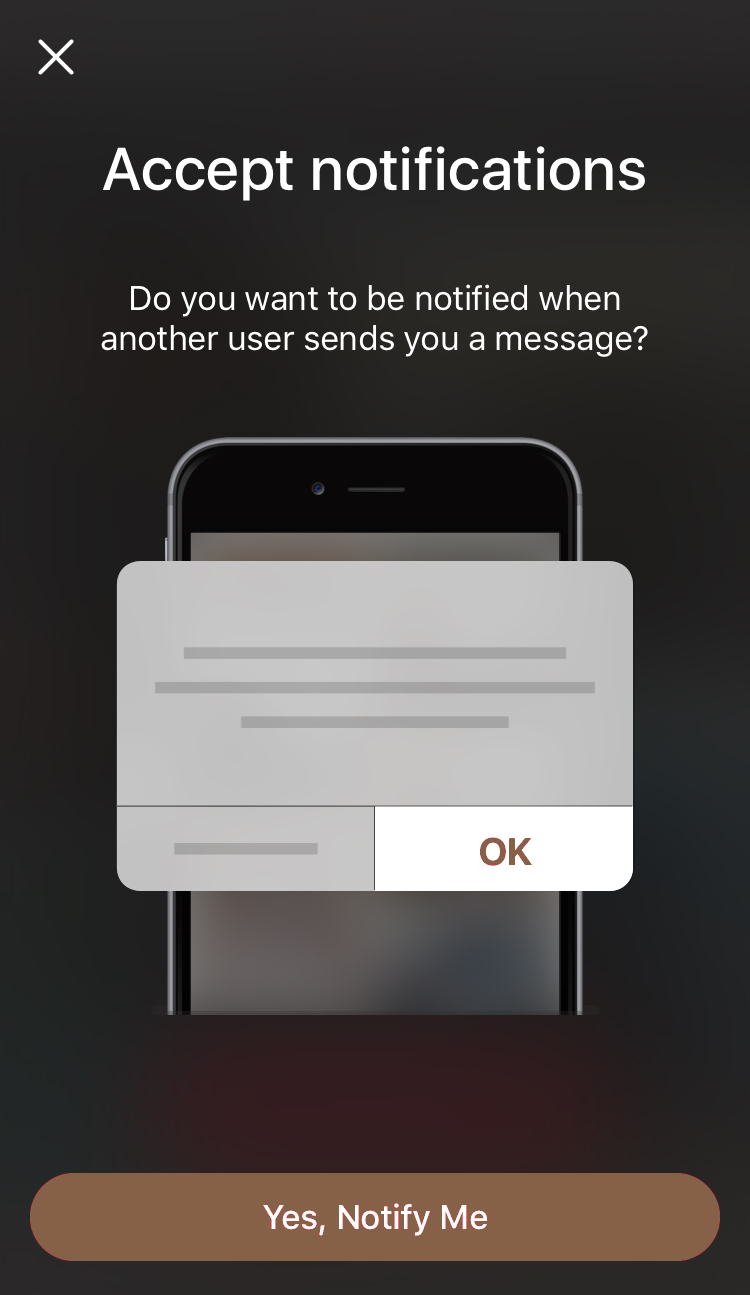 Accept notifications
Do you want to be notified when
another user sends you a message?
OK
Yes, Notify Me